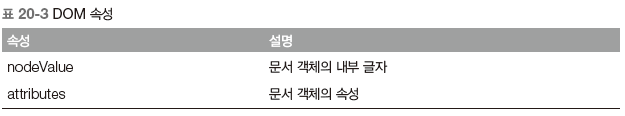 표 20-3 DOM 속성
속성 설명
nodeValue 문서 객체의 내부 글자
attributes 문서 객체의 속성